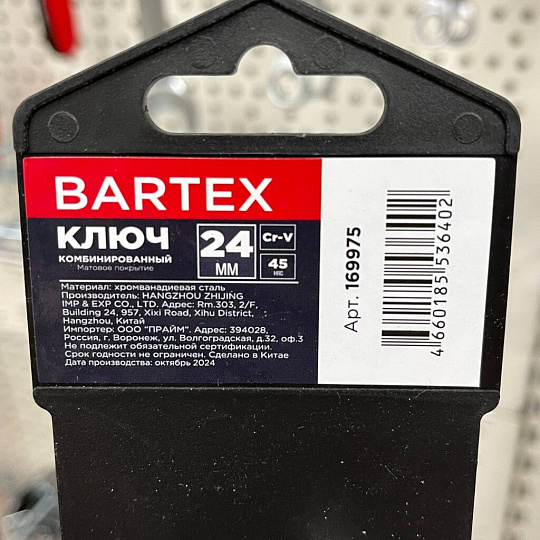 BARTEX
КЛЮЧ
КОМБИНИРОВАННЫЙ
Матовое покрытие
24
ММ
Cr-V
45
HRC
Материал: хромванадиевая сталь
Производитель: HANGZHOU ZHIJING
IMP & EXP CO., LTD. Адрес: Rm.303, 2/F,
Building 24, 957, Xixi Road, Xihu District,
Hangzhou, Китай
Импортер: ООО "ПРАЙМ". Адрес: 394028,
Россия, г. Воронеж, ул. Волгоградская, д.32, оф.3
Не подлежит обязательной сертификации.
Срок годности не ограничен. Сделано в Китае
Дата производства: октябрь 2024
Арт. 169975
4 660185 536402